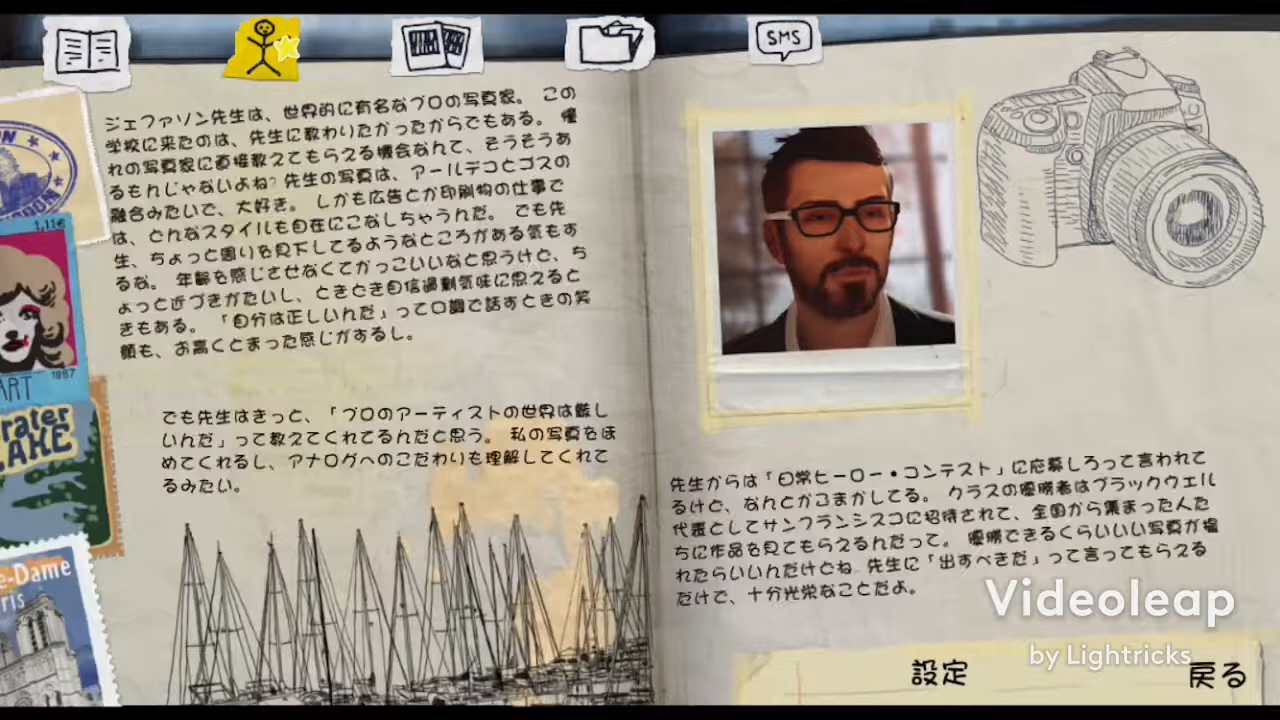 SMS
ジェファソン先生は、世界的に有名なプロの写真家。 この
学校に来たのは、先生に教わりたかったからでもある。 憧
れの写真家に直接教えてもらえる機会なんて、そうそうあ
るもんじゃないよね? 先生の写真は、アールデコとゴスの
融合みたいで、大好き。 しかも広告とか印刷物の仕事で
は、どんなスタイルも自在にこなしちゃうんだ。 でも先
生、ちょっと周りを見下してるようなところがある気もす
るな。 年齢を感じさせなくてかっこいいなと思うけど、ち
ょっと近づきがたいし、ときどき自信過剰気味に思えると
きもある。 「自分は正しいんだ」って口調で話すときの笑
顔も、お高くとまった感じがするし。
でも先生はきっと、「プロのアーティストの世界は厳し
いんだ」って教えてくれてるんだと思う。 私の写真をほ
めてくれるし、アナログへのこだわりも理解してくれて
るみたい。
1,11€
ART 1987
rater
LAKE
e-Dame
ris
先生からは「日常ヒーロー・コンテスト」に応募しろって言われて
るけど、なんとかごまかしてる。 クラスの優勝者はブラックウェル
代表としてサンフランシスコに招待されて、全国から集まった人た
ちに作品を見てもらえるんだって。 優勝できるくらいいい写真が撮
れたらいいんだけどね。 先生に「出すべきだ」って言ってもらえる
だけで、十分光栄なことだよ。
Videoleap
by Lightricks
設定
戻る